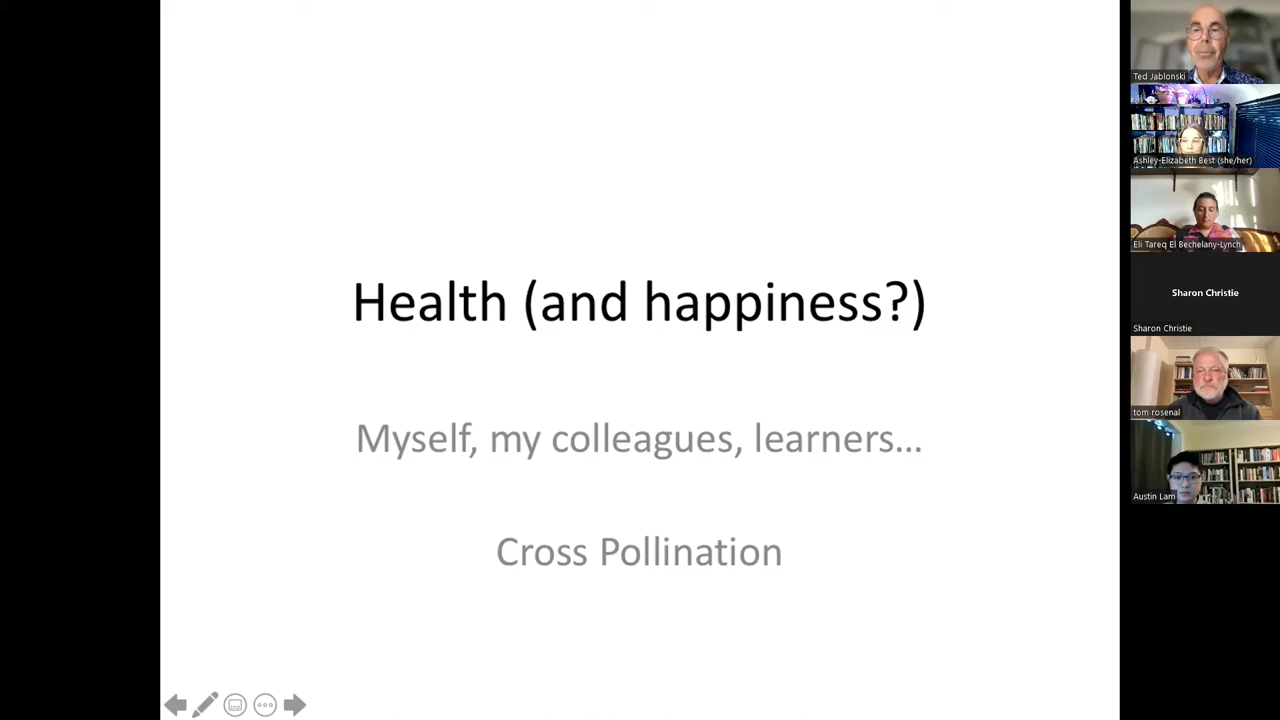 Health (and happiness?)
Myself, my colleagues, learners...
Cross Pollination
Ted Jablonski
Ashley-Elizabeth Best (she/her)
Eli Tareq El Bechelany-Lynch
Sharon Christie
Sharon Christie
tom rosenal
Austin Lam